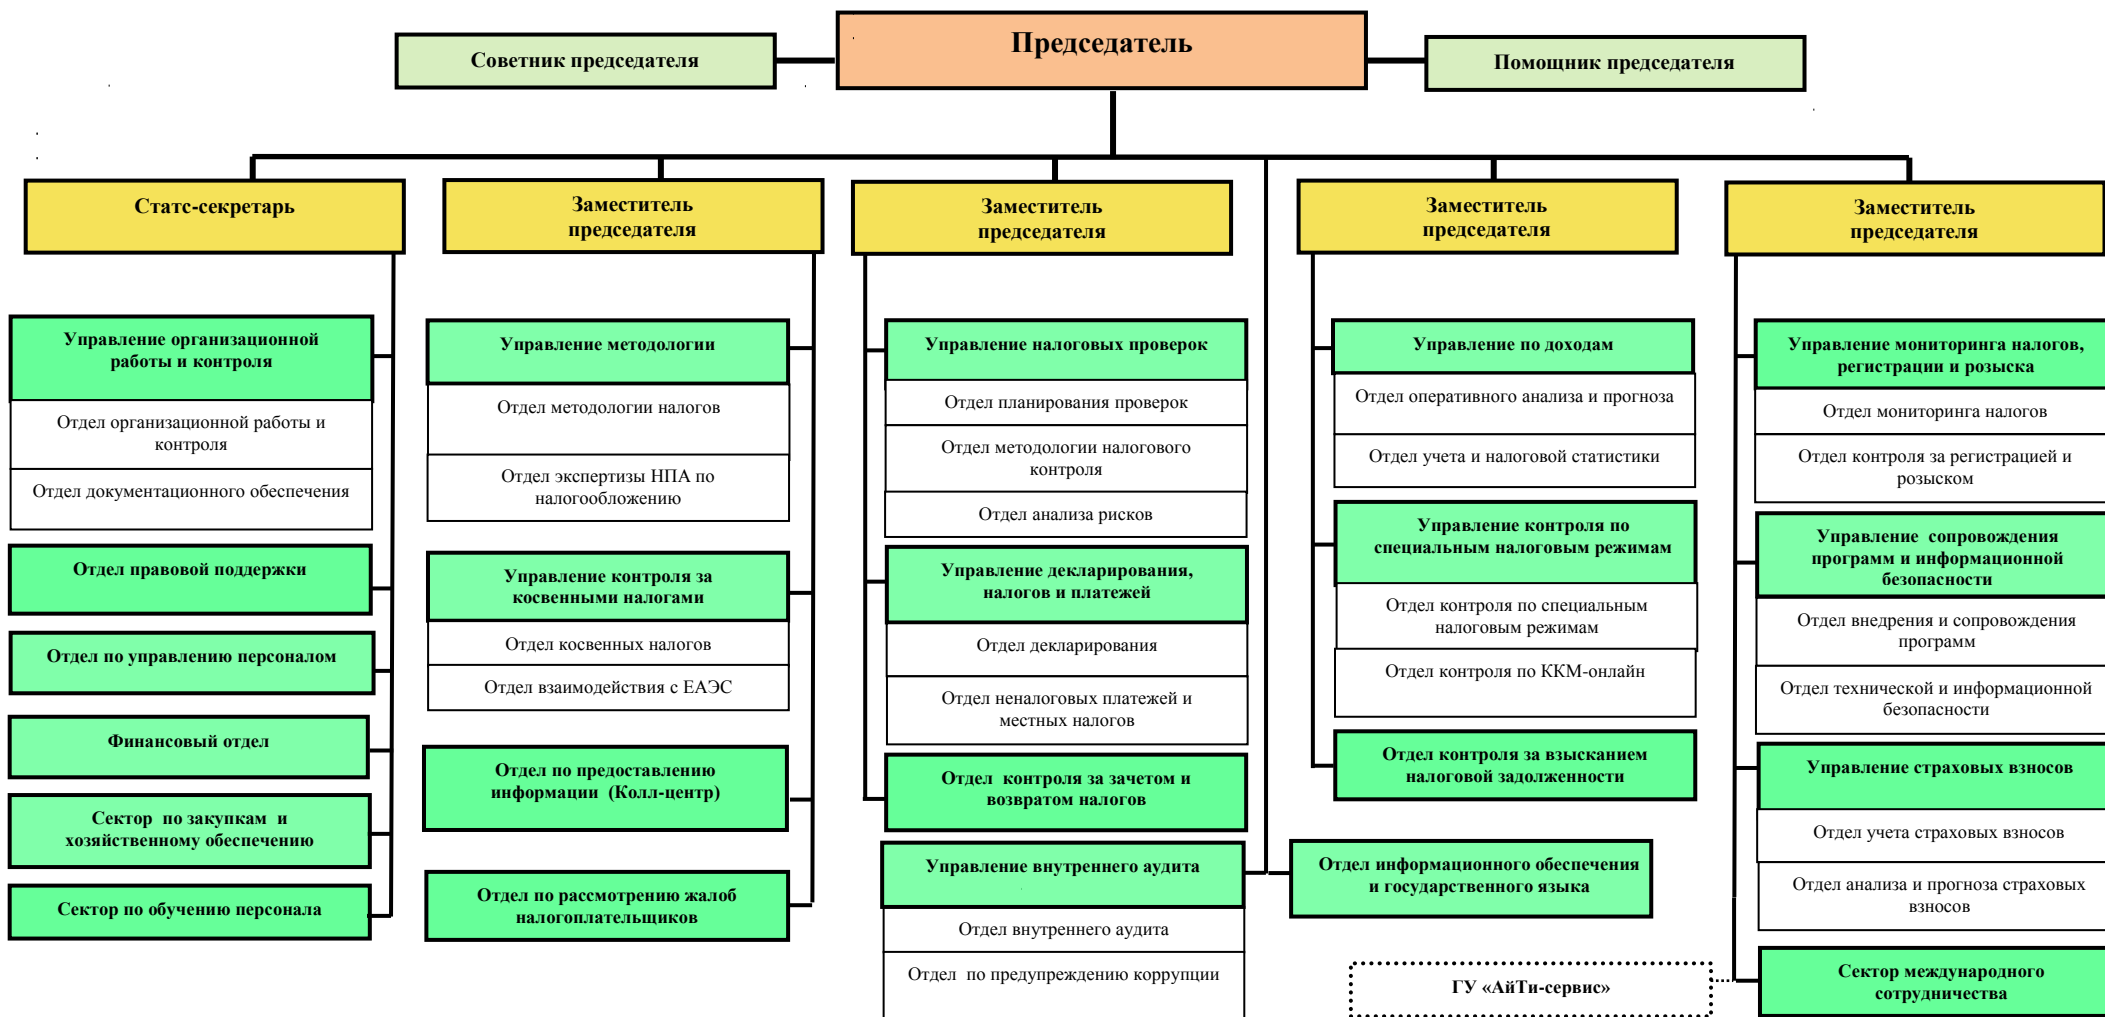 Председатель
Советник председателя
Помощник председателя
Статс-секретарь
Управление организационной
работы и контроля
Отдел организационной работы и
контроля
Отдел документационного обеспечения
Отдел правовой поддержки
Отдел по управлению персоналом
Финансовый отдел
Сектор по закупкам и
хозяйственному обеспечению
Сектор по обучению персонала
Заместитель
председателя
Управление методологии
Отдел методологии налогов
Отдел экспертизы НПА по
налогообложению
Управление контроля за
косвенными налогами
Отдел косвенных налогов
Отдел взаимодействия с ЕАЭС
Отдел по предоставлению
информации (Колл-центр)
Отдел по рассмотрению жалоб
налогоплательщиков
Заместитель
председателя
Управление налоговых проверок
Отдел планирования проверок
Отдел методологии налогового
контроля
Отдел анализа рисков
Управление декларирования,
налогов и платежей
Отдел декларирования
Отдел неналоговых платежей и
местных налогов
Отдел контроля за зачетом и
возвратом налогов
Управление внутреннего аудита
Отдел внутреннего аудита
Отдел по предупреждению коррупции
Заместитель
председателя
Управление по доходам
Отдел оперативного анализа и прогноза
Отдел учета и налоговой статистики
Управление контроля по
специальным налоговым режимам
Отдел контроля по специальным
налоговым режимам
Отдел контроля по ККМ-онлайн
Отдел контроля за взысканием
налоговой задолженности
Отдел информационного обеспечения
и государственного языка
ГУ «АйТи-сервис»
Заместитель
председателя
Управление мониторинга налогов,
регистрации и розыска
Отдел мониторинга налогов
Отдел контроля за регистрацией и
розыском
Управление сопровождения
программ и информационной
безопасности
Отдел внедрения и сопровождения
программ
Отдел технической и информационной
безопасности
Управление страховых взносов
Отдел учета страховых взносов
Отдел анализа и прогноза страховых
взносов
Сектор международного
сотрудничества